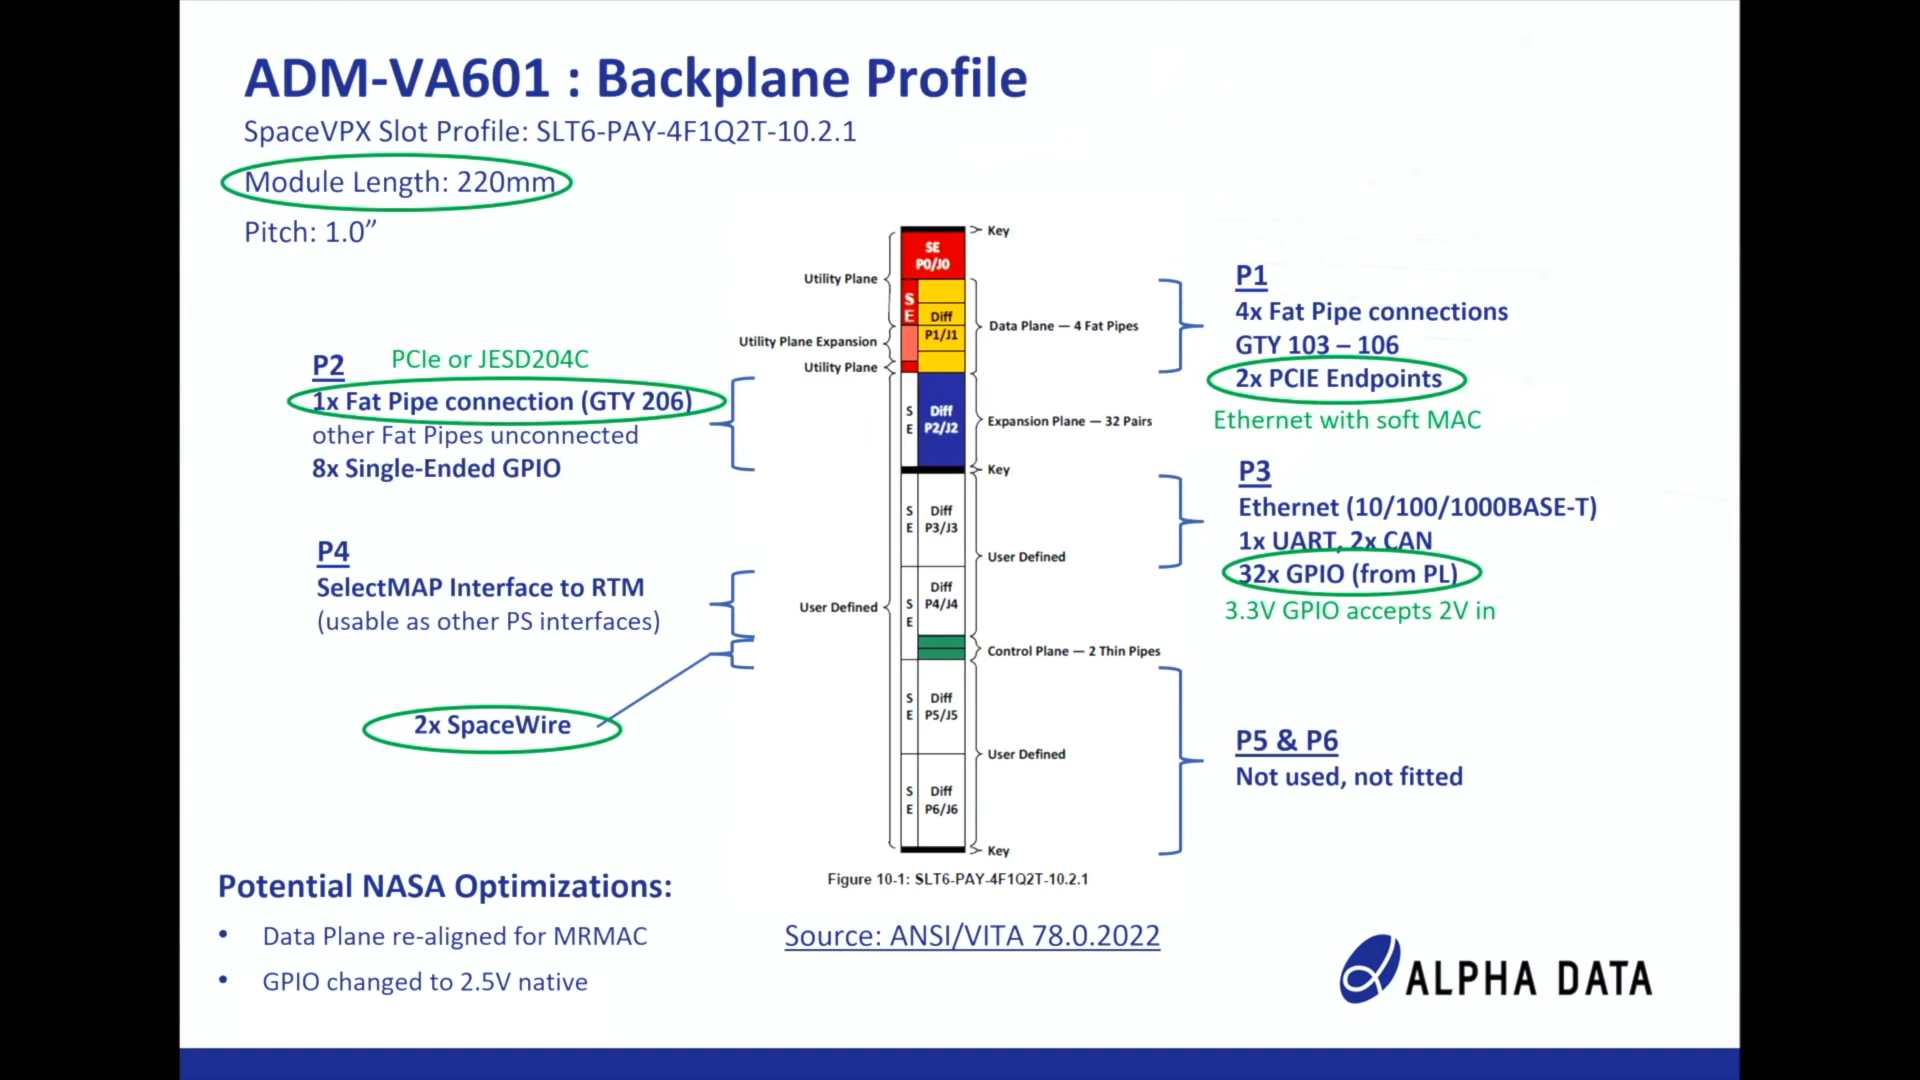 ADM-VA601 : Backplane Profile
SpaceVPX Slot Profile: SLT6-PAY-4F1Q2T-10.2.1
Module Length: 220mm
Pitch: 1.0”
P2
PCIe or JESD204C
1x Fat Pipe connection (GTY 206)
other Fat Pipes unconnected
8x Single-Ended GPIO
P4
SelectMAP Interface to RTM
(usable as other PS interfaces)
2x SpaceWire
Key
SE
P0/J0
Utility Plane
S
E
Diff
P1/J1
Data Plane — 4 Fat Pipes
Utility Plane Expansion
Utility Plane
S
E
Diff
P2/J2
Expansion Plane — 32 Pairs
Key
S
E
Diff
P3/J3
User Defined
S
E
Diff
P4/J4
User Defined
Control Plane — 2 Thin Pipes
S
E
Diff
P5/J5
User Defined
S
E
Diff
P6/J6
Key
Figure 10-1: SLT6-PAY-4F1Q2T-10.2.1
Source: ANSI/VITA 78.0.2022
P1
4x Fat Pipe connections
GTY 103 – 106
2x PCIE Endpoints
Ethernet with soft MAC
P3
Ethernet (10/100/1000BASE-T)
1x UART, 2x CAN
32x GPIO (from PL)
3.3V GPIO accepts 2V in
P5 & P6
Not used, not fitted
Potential NASA Optimizations:
• Data Plane re-aligned for MRMAC
• GPIO changed to 2.5V native
ALPHA DATA